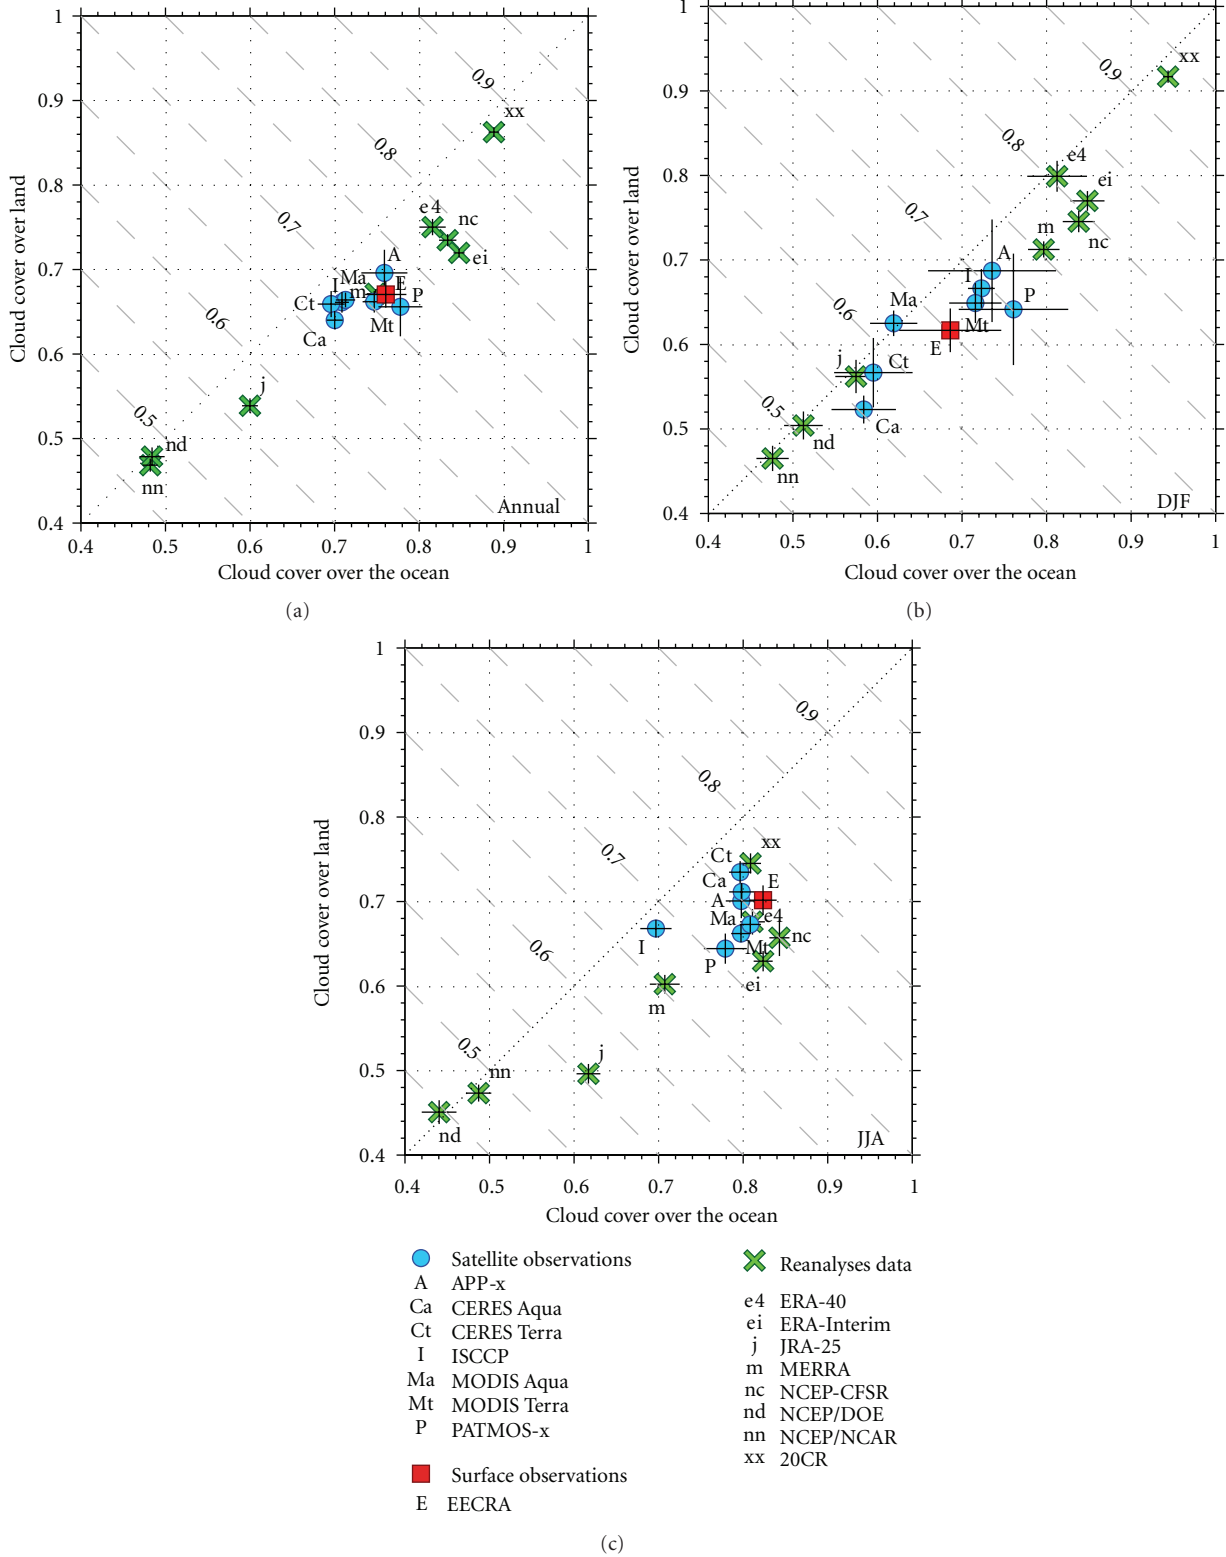 1
0.9
0.8
0.7
0.6
0.5
0.4
0.4
0.5
0.6
0.7
0.8
0.9
1
Cloud cover over land
Cloud cover over the ocean
0.9
0.8
0.7
0.6
0.5
xx
e4
nc
ei
A
Ma
I
m
E
P
Ct
Mt
Ca
j
nd
nn
Annual
(a)
1
0.9
0.8
0.7
0.6
0.5
0.4
0.4
0.5
0.6
0.7
0.8
0.9
1
Cloud cover over land
Cloud cover over the ocean
0.9
0.8
0.7
0.6
0.5
xx
e4
ei
nc
m
A
I
P
Ma
Mt
E
j
Ct
Ca
nd
nn
DJF
(b)
1
0.9
0.8
0.7
0.6
0.5
0.4
0.4
0.5
0.6
0.7
0.8
0.9
1
Cloud cover over land
Cloud cover over the ocean
0.9
0.8
0.7
0.6
0.5
xx
Ct
Ca
E
A
Ma
e4
nc
I
Mt
P
ei
m
j
nn
nd
JJA
Satellite observations
A APP-x
Ca CERES Aqua
Ct CERES Terra
I ISCCP
Ma MODIS Aqua
Mt MODIS Terra
P PATMOS-x
Surface observations
E EECRA
Reanalyses data
e4 ERA-40
ei ERA-Interim
j JRA-25
m MERRA
nc NCEP-CFSR
nd NCEP/DOE
nn NCEP/NCAR
xx 20CR
(c)